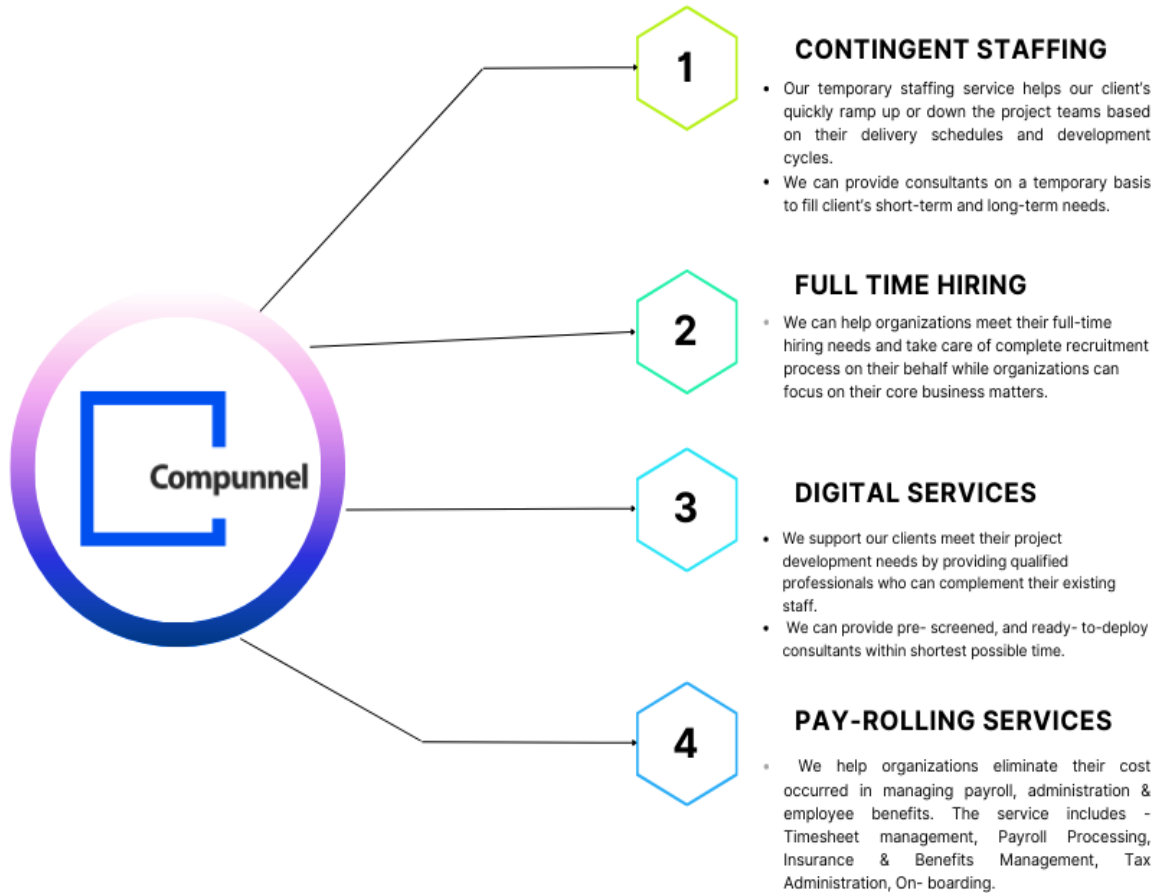 1
CONTINGENT STAFFING
• Our temporary staffing service helps our client's
quickly ramp up or down the project teams based
on their delivery schedules and development
cycles.
• We can provide consultants on a temporary basis
to fill client's short-term and long-term needs.
2
FULL TIME HIRING
• We can help organizations meet their full-time
hiring needs and take care of complete recruitment
process on their behalf while organizations can
focus on their core business matters.
Compunnel
3
DIGITAL SERVICES
• We support our clients meet their project
development needs by providing qualified
professionals who can complement their existing
staff.
• We can provide pre- screened, and ready- to-deploy
consultants within shortest possible time.
4
PAY-ROLLING SERVICES
• We help organizations eliminate their cost
occurred in managing payroll, administration &
employee benefits. The service includes -
Timesheet management, Payroll Processing,
Insurance & Benefits Management, Tax
Administration, On- boarding.